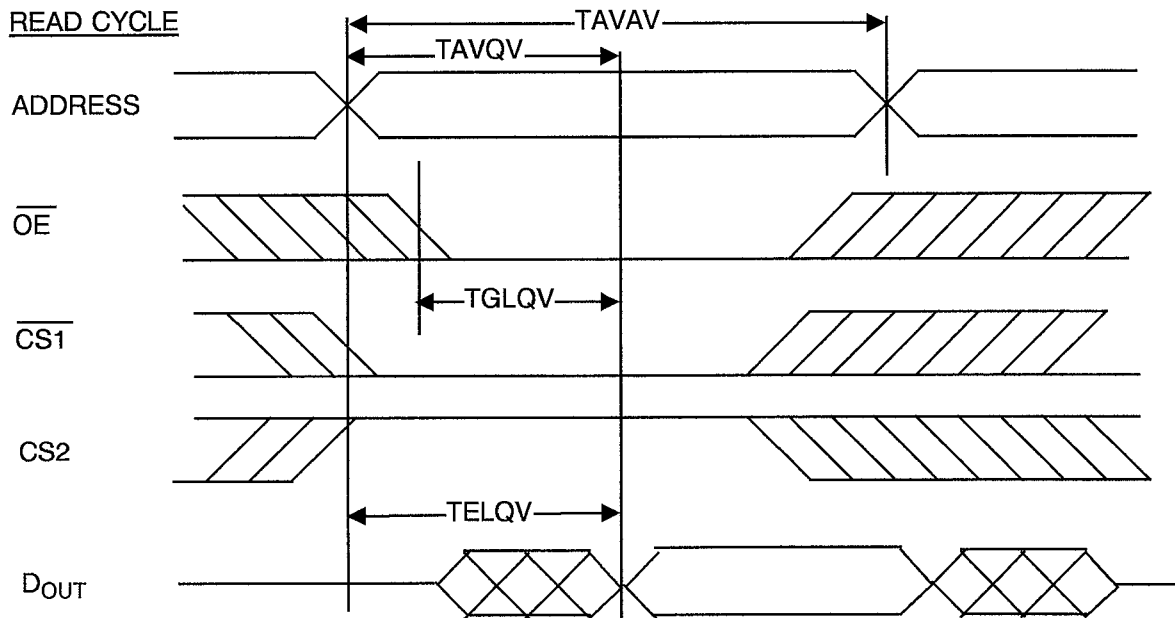 READ CYCLE
TAVAV
TAVQV
ADDRESS
OE
TGLQV
CS1
CS2
TELQV
DOUT